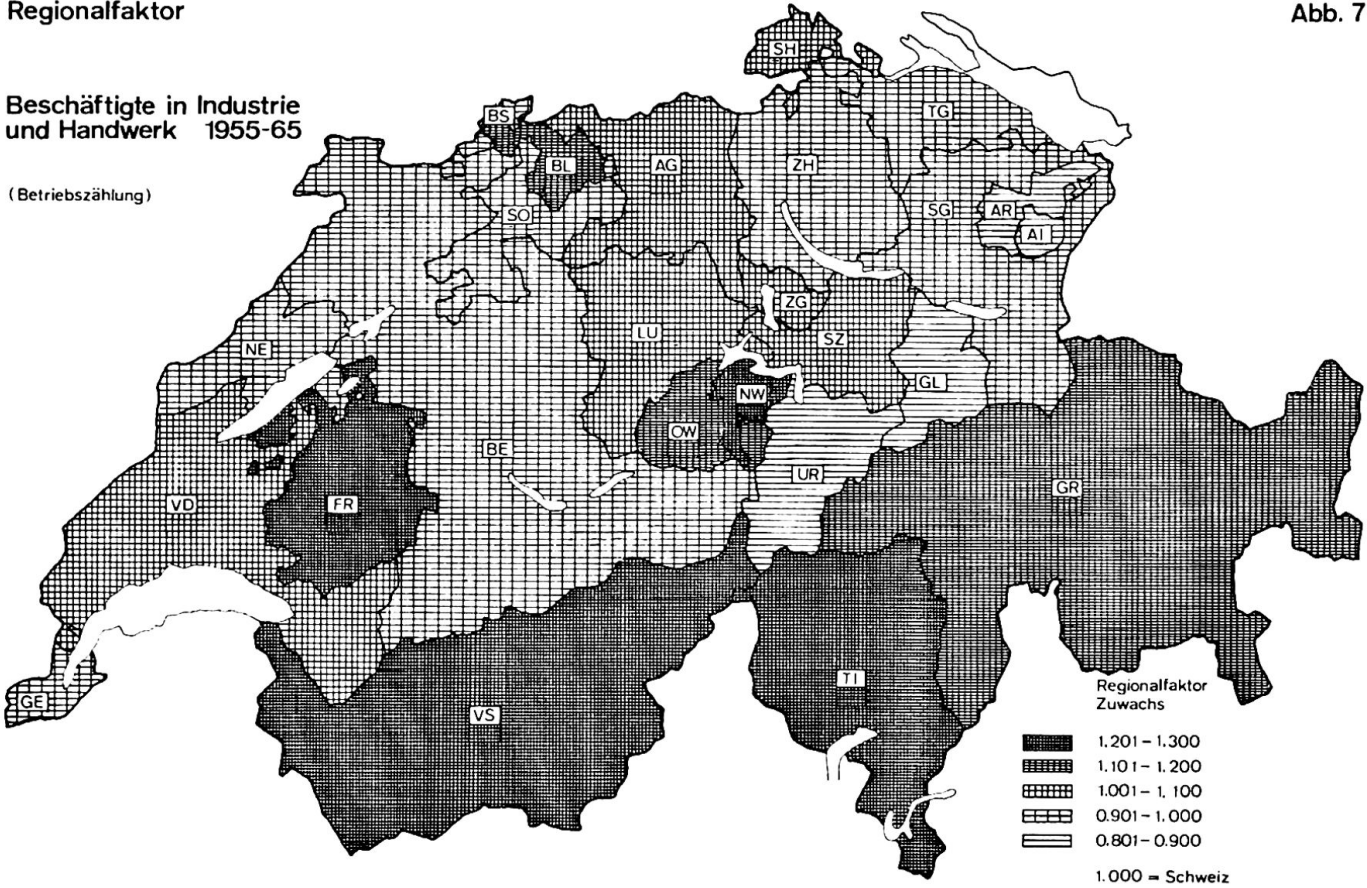 Regionalfaktor
Abb. 7
Beschäftigte in Industrie
und Handwerk 1955-65
(Betriebszählung)
SH
BS
TG
BL
AG
ZH
SO
SG
AR
AI
ZG
LU
SZ
NE
GL
NW
OW
BE
UR
GR
VD
FR
TI
GE
VS
Regionalfaktor
Zuwachs
1.201 – 1.300
1.101 – 1.200
1.001 – 1.100
0.901 – 1.000
0.801 – 0.900
1.000 = Schweiz